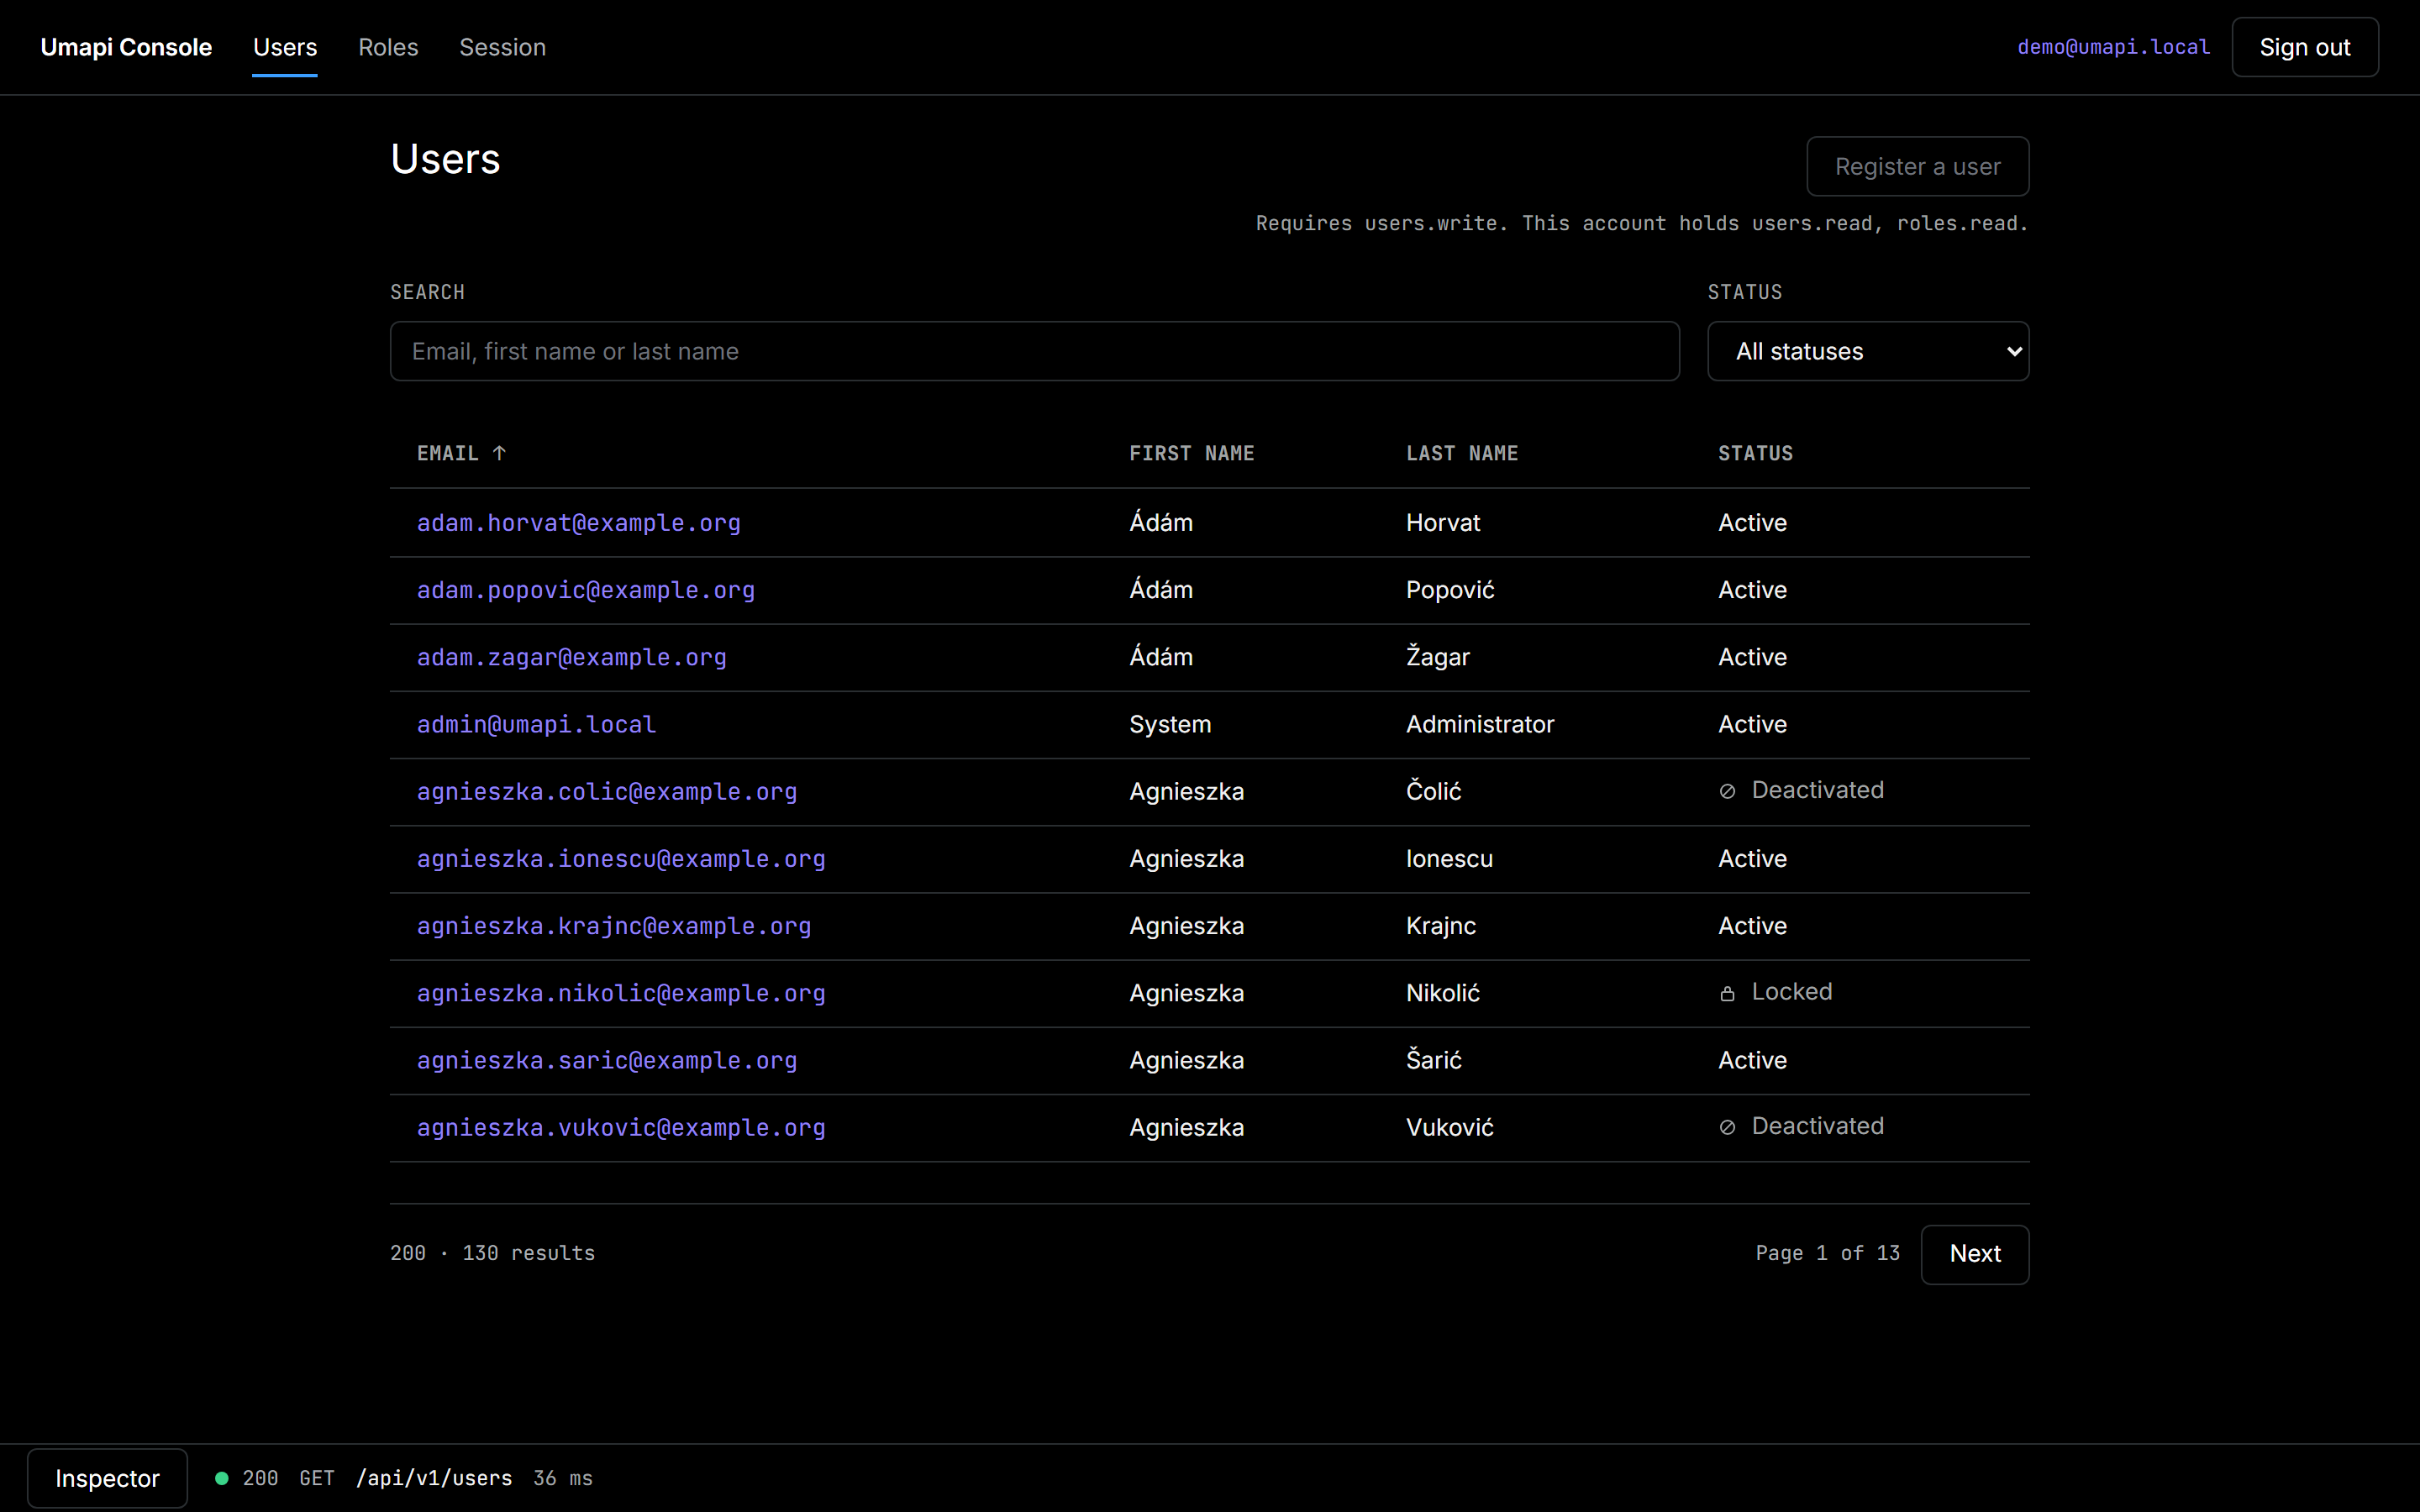 Umapi Console Users Roles Session demo@umapi.local Sign out
Users
Register a user
Requires users.write. This account holds users.read, roles.read.
SEARCH STATUS
Email, first name or last name All statuses
EMAIL ↑ FIRST NAME LAST NAME STATUS
adam.horvat@example.org Ádám Horvat Active
adam.popovic@example.org Ádám Popović Active
adam.zagar@example.org Ádám Žagar Active
admin@umapi.local System Administrator Active
agnieszka.colic@example.org Agnieszka Čolić Deactivated
agnieszka.ionescu@example.org Agnieszka Ionescu Active
agnieszka.krajnc@example.org Agnieszka Krajnc Active
agnieszka.nikolic@example.org Agnieszka Nikolić Locked
agnieszka.saric@example.org Agnieszka Šarić Active
agnieszka.vukovic@example.org Agnieszka Vuković Deactivated
200 · 130 results Page 1 of 13 Next
Inspector 200 GET /api/v1/users 36 ms